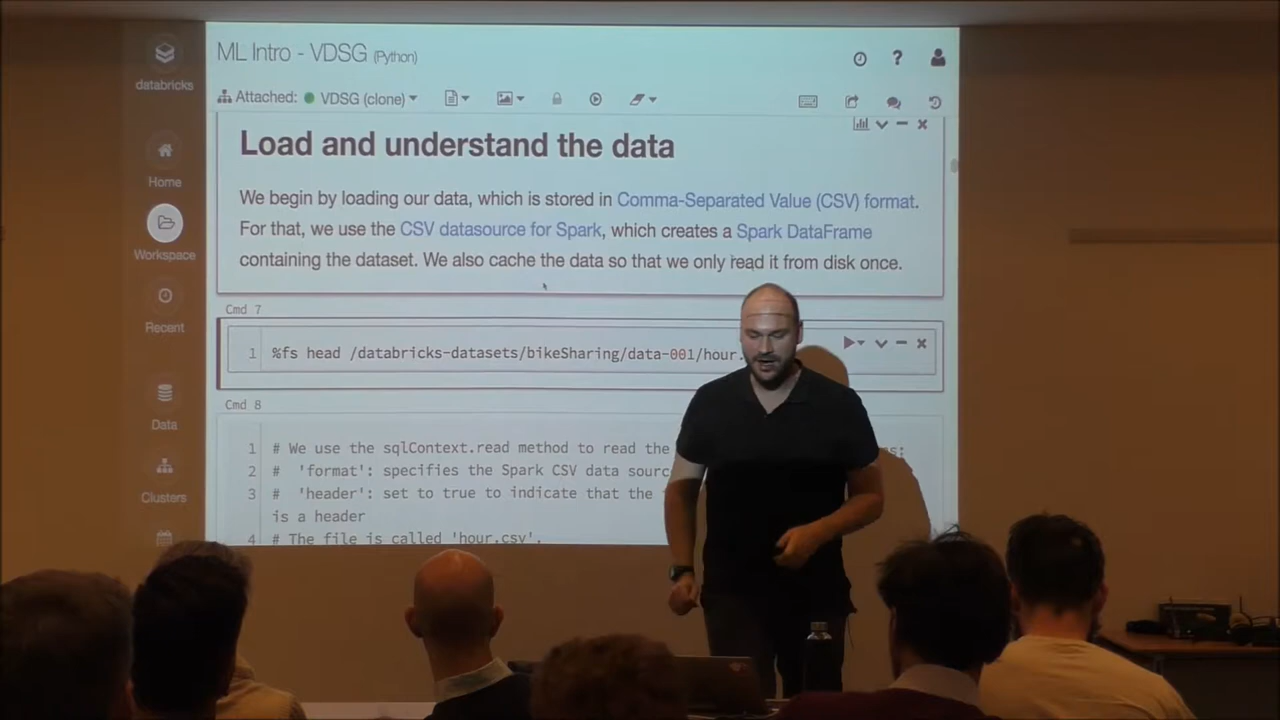 databricks
ML Intro - VDSG (Python)
Attached: VDSG (clone)
Home
Workspace
Recent
Data
Clusters
Load and understand the data
We begin by loading our data, which is stored in Comma-Separated Value (CSV) format.
For that, we use the CSV datasource for Spark, which creates a Spark DataFrame
containing the dataset. We also cache the data so that we only read it from disk once.
Cmd 7
1 %fs head /databricks-datasets/bikeSharing/data-001/hour.
Cmd 8
1 # We use the sqlContext.read method to read the
2 # 'format': specifies the Spark CSV data
3 # 'header': set to true to indicate that the
is a header
4 # The file is called 'hour.csv'.